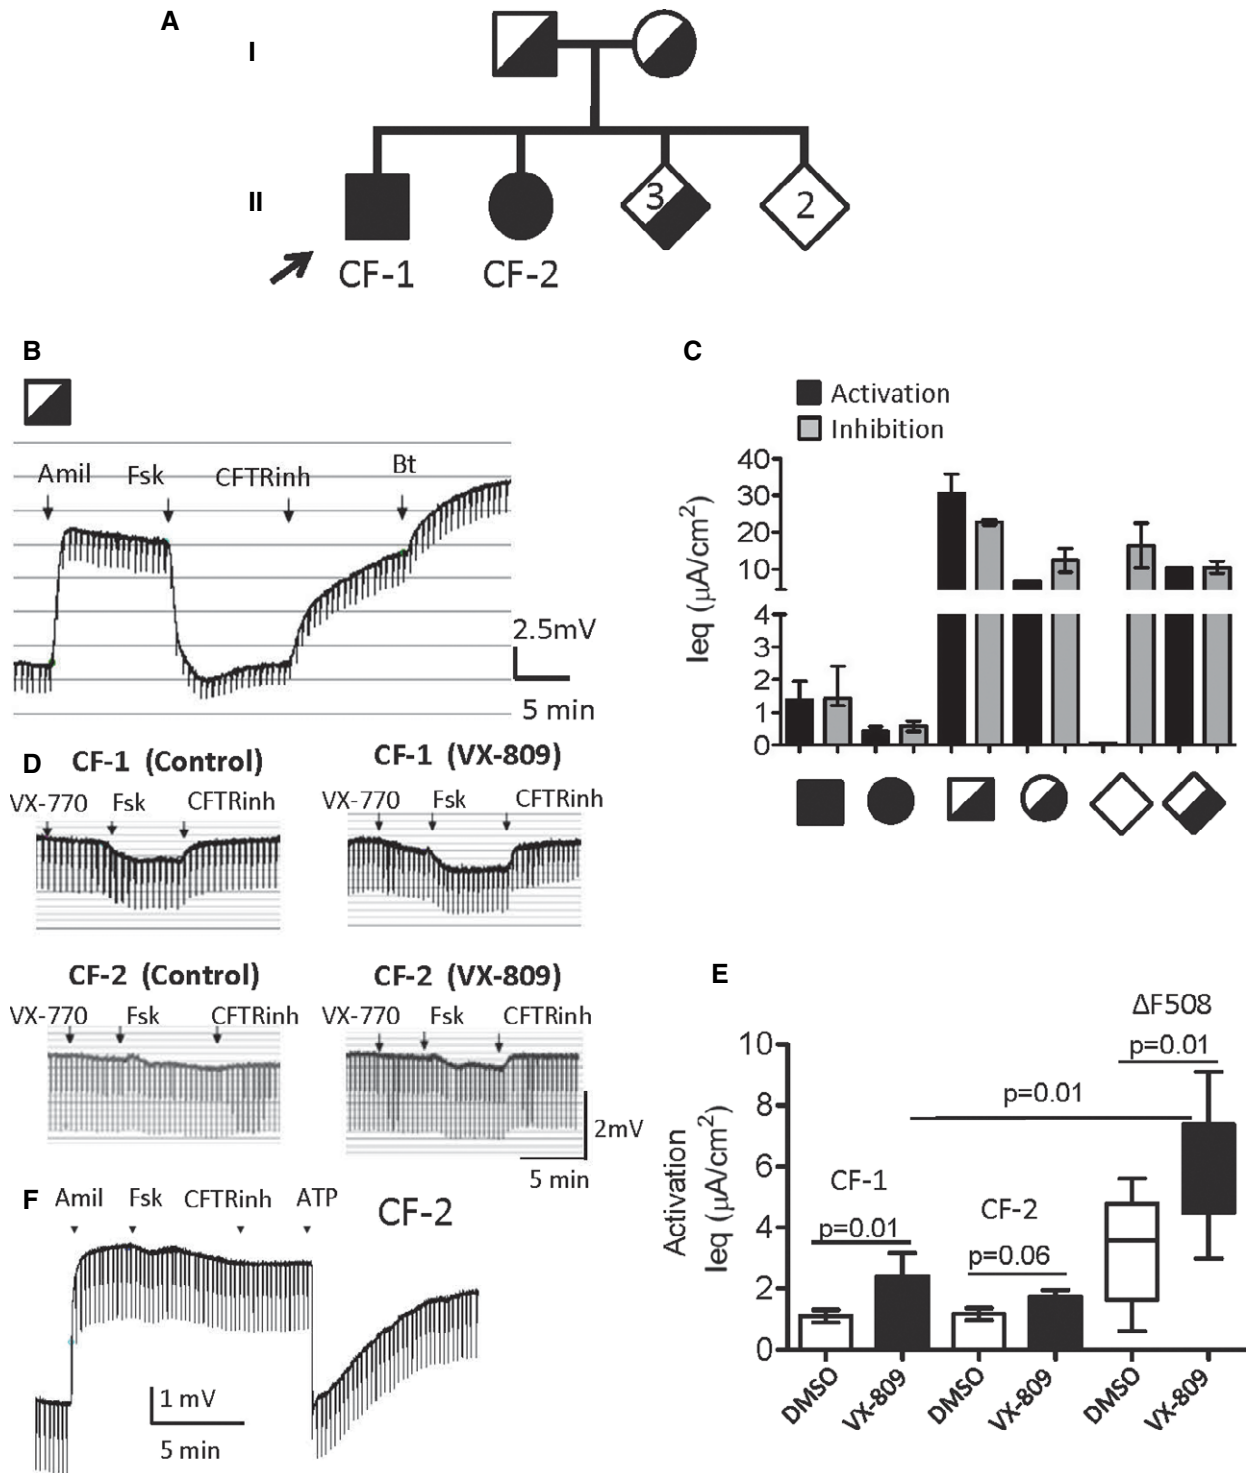 A
I
II
3
2
CF-1
CF-2
B
Amil Fsk CFTRinh Bt
2.5mV
5 min
C
Activation
Inhibition
Ieq (μA/cm²)
40
30
20
10
4
3
2
1
0
D
CF-1 (Control)
VX-770 Fsk CFTRinh
CF-1 (VX-809)
VX-770 Fsk CFTRinh
CF-2 (Control)
VX-770 Fsk CFTRinh
CF-2 (VX-809)
VX-770 Fsk CFTRinh
2mV
5 min
E
Activation
Ieq (μA/cm²)
10
8
6
4
2
0
CF-1
p=0.01
CF-2
p=0.06
p=0.01
ΔF508
p=0.01
DMSO
VX-809
DMSO
VX-809
DMSO
VX-809
F
Amil Fsk CFTRinh ATP
CF-2
1 mV
5 min